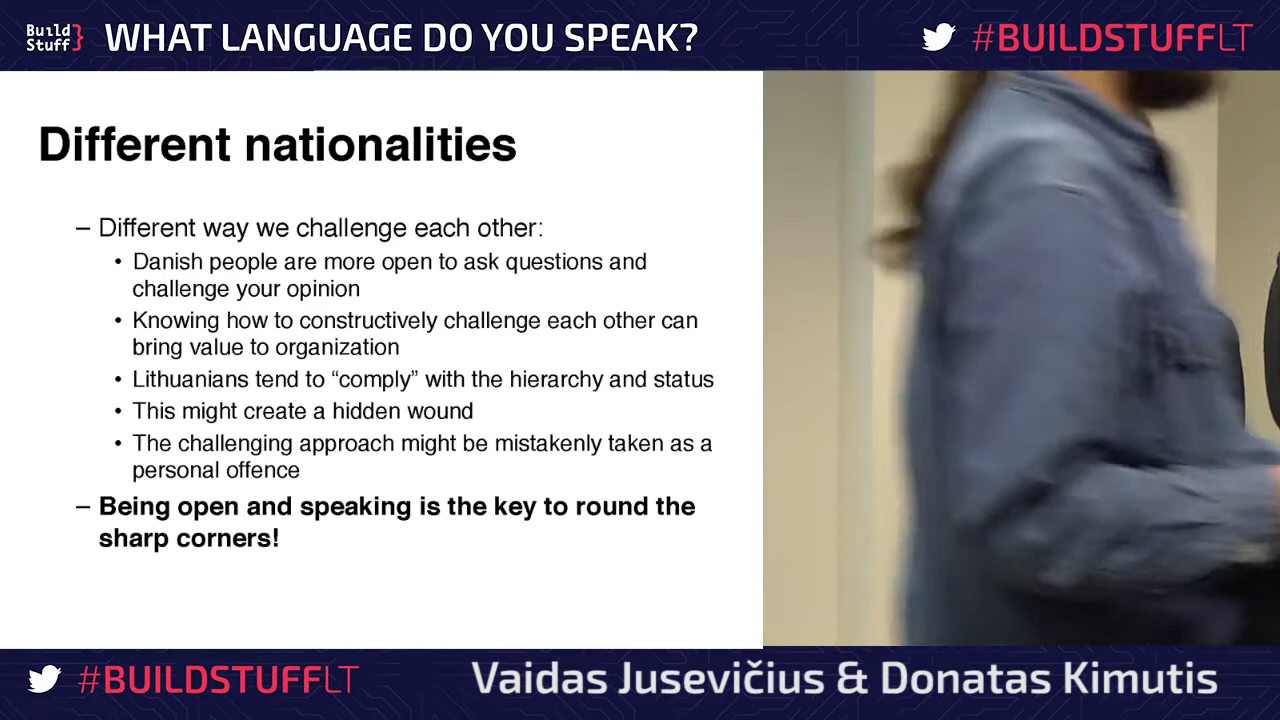 Build
Stuff}
WHAT LANGUAGE DO YOU SPEAK?
#BUILDSTUFFLT
Different nationalities
– Different way we challenge each other:
• Danish people are more open to ask questions and
challenge your opinion
• Knowing how to constructively challenge each other can
bring value to organization
• Lithuanians tend to “comply” with the hierarchy and status
• This might create a hidden wound
• The challenging approach might be mistakenly taken as a
personal offence
– Being open and speaking is the key to round the
sharp corners!
#BUILDSTUFFLT
Vaidas Jusevičius & Donatas Kimutis